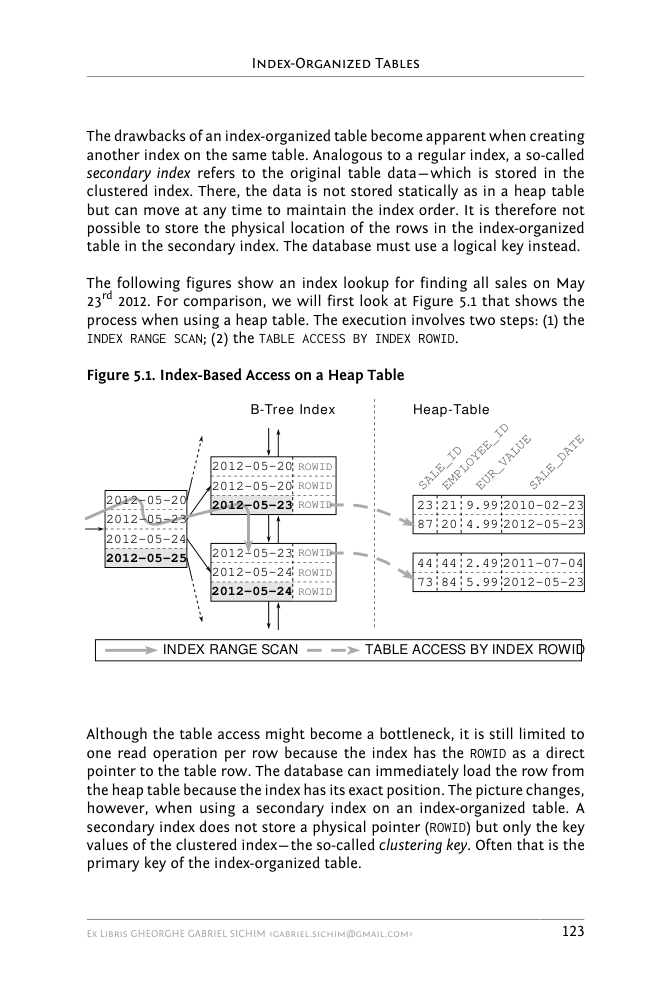 Index-Organized Tables
The drawbacks of an index-organized table become apparent when creating
another index on the same table. Analogous to a regular index, a so-called
secondary index refers to the original table data—which is stored in the
clustered index. There, the data is not stored statically as in a heap table
but can move at any time to maintain the index order. It is therefore not
possible to store the physical location of the rows in the index-organized
table in the secondary index. The database must use a logical key instead.
The following figures show an index lookup for finding all sales on May
23rd 2012. For comparison, we will first look at Figure 5.1 that shows the
process when using a heap table. The execution involves two steps: (1) the
INDEX RANGE SCAN; (2) the TABLE ACCESS BY INDEX ROWID.
Figure 5.1. Index-Based Access on a Heap Table
B-Tree Index
Heap-Table
SALE_ID
EMPLOYEE_ID
EUR_VALUE
SALE_DATE
2012-05-20
2012-05-23
2012-05-24
2012-05-25
2012-05-20 ROWID
2012-05-20 ROWID
2012-05-23 ROWID
2012-05-23 ROWID
2012-05-24 ROWID
2012-05-24 ROWID
23 21 9.99 2010-02-23
87 20 4.99 2012-05-23
44 44 2.49 2011-07-04
73 84 5.99 2012-05-23
INDEX RANGE SCAN TABLE ACCESS BY INDEX ROWID
Although the table access might become a bottleneck, it is still limited to
one read operation per row because the index has the ROWID as a direct
pointer to the table row. The database can immediately load the row from
the heap table because the index has its exact position. The picture changes,
however, when using a secondary index on an index-organized table. A
secondary index does not store a physical pointer (ROWID) but only the key
values of the clustered index—the so-called clustering key. Often that is the
primary key of the index-organized table.
Ex Libris GHEORGHE GABRIEL SICHIM <gabriel.sichim@gmail.com>
123